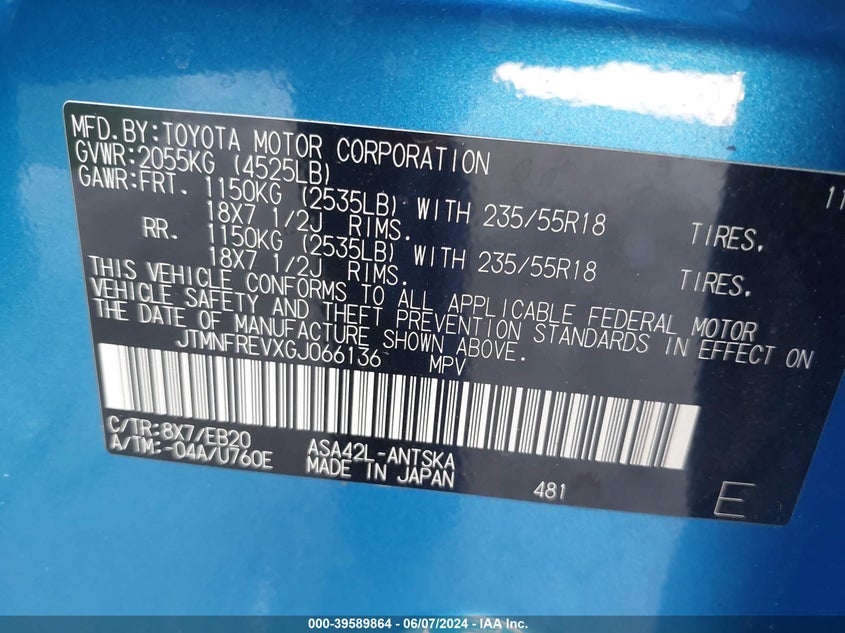 MFD. BY: TOYOTA MOTOR CORPORATION 11
GVWR: 2055KG (4525LB)
GAWR: FRT. 1150KG (2535LB) WITH 235/55R18 TIRES,
18X7 1/2J RIMS.
RR. 1150KG (2535LB) WITH 235/55R18 TIRES,
18X7 1/2J RIMS.
THIS VEHICLE CONFORMS TO ALL APPLICABLE FEDERAL MOTOR
VEHICLE SAFETY AND THEFT PREVENTION STANDARDS IN EFFECT ON
THE DATE OF MANUFACTURE SHOWN ABOVE.
JTMNFREVXGJ066136 MPV
C/TR: 8X7/EB20
A/TM: -04A/U760E
ASA42L-ANTSKA
MADE IN JAPAN
481
E
000-39589864 / 06/07/2024 - IAA Inc.